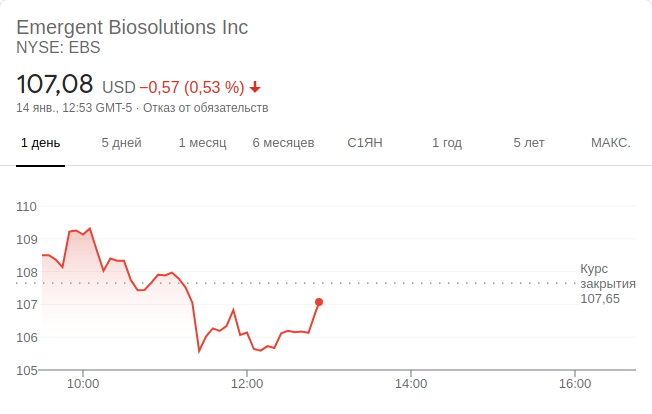 Emergent Biosolutions Inc
NYSE: EBS
107,08 USD −0,57 (0,53 %)
14 янв., 12:53 GMT-5 · Отказ от обязательств
1 день 5 дней 1 месяц 6 месяцев С1ЯН 1 год 5 лет МАКС.
110
109
108
107
106
105
Курс
закрытия
107,65
10:00 12:00 14:00 16:00